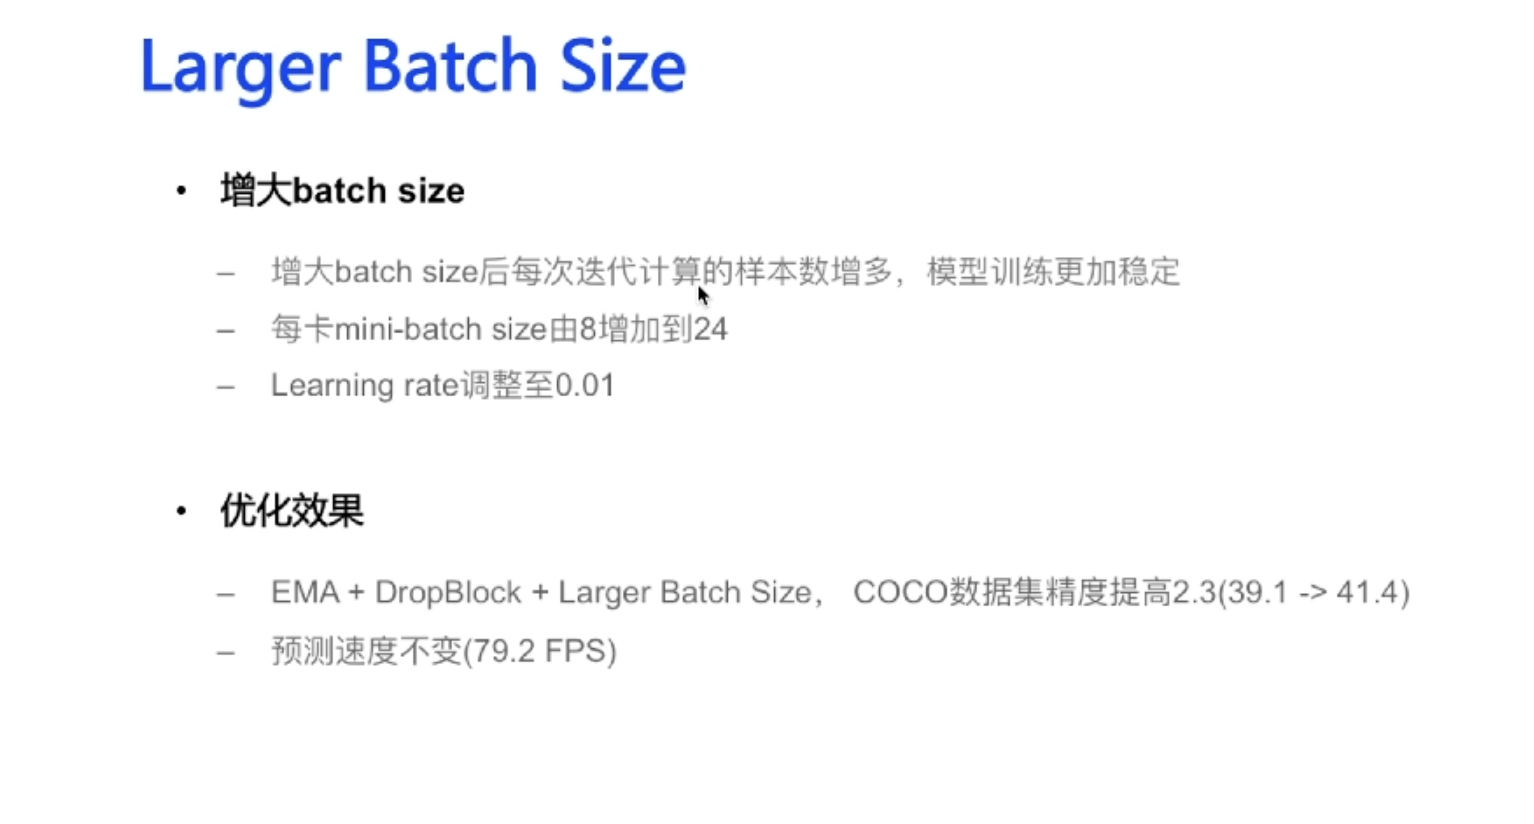 Larger Batch Size
• 增大batch size
– 增大batch size后每次迭代计算的样本数增多，模型训练更加稳定
– 每卡mini-batch size由8增加到24
– Learning rate调整至0.01
• 优化效果
– EMA + DropBlock + Larger Batch Size， COCO数据集精度提高2.3(39.1 -> 41.4)
– 预测速度不变(79.2 FPS)